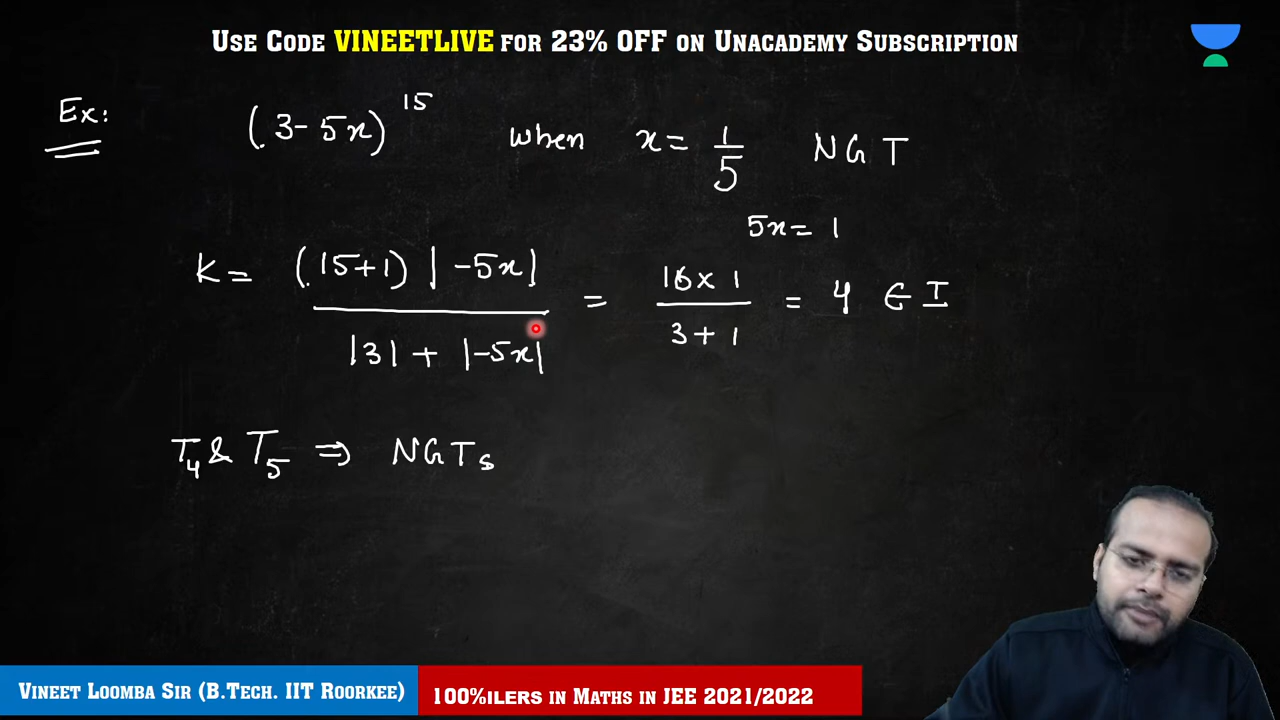 USE CODE VINEETLIVE FOR 23% OFF ON UNACADEMY SUBSCRIPTION
Ex: (3-5x)^15 when x = 1/5 NGT
5x = 1
K = (15+1) |-5x| / |3| + |-5x| = 16 x 1 / 3 + 1 = 4 ∈ I
T4 & T5 ⇒ NGTs
VINEET LOOMBA SIR (B.TECH. IIT ROORKEE)
100%ILERS IN MATHS IN JEE 2021/2022